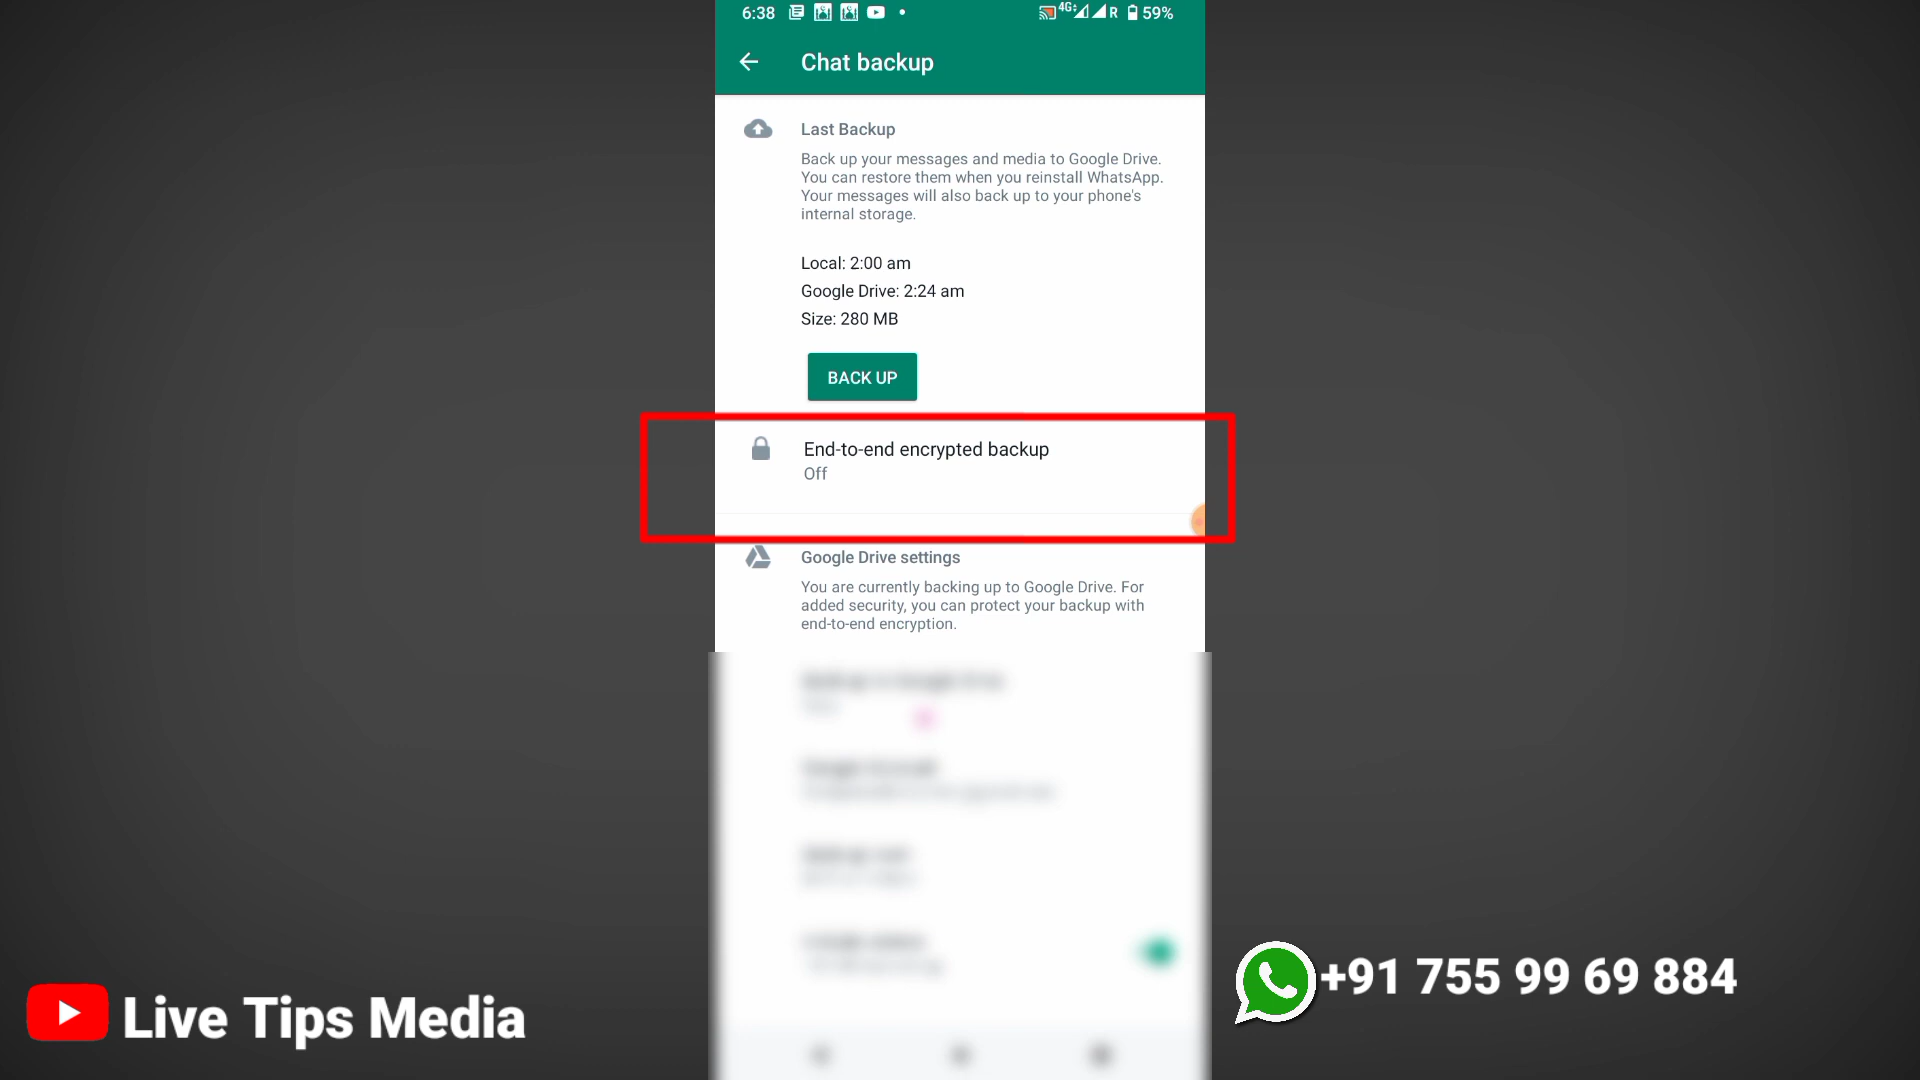 6:38
4G
R
59%
Chat backup
Last Backup
Back up your messages and media to Google Drive.
You can restore them when you reinstall WhatsApp.
Your messages will also back up to your phone's
internal storage.
Local: 2:00 am
Google Drive: 2:24 am
Size: 280 MB
BACK UP
End-to-end encrypted backup
Off
Google Drive settings
You are currently backing up to Google Drive. For
added security, you can protect your backup with
end-to-end encryption.
Live Tips Media
+91 755 99 69 884